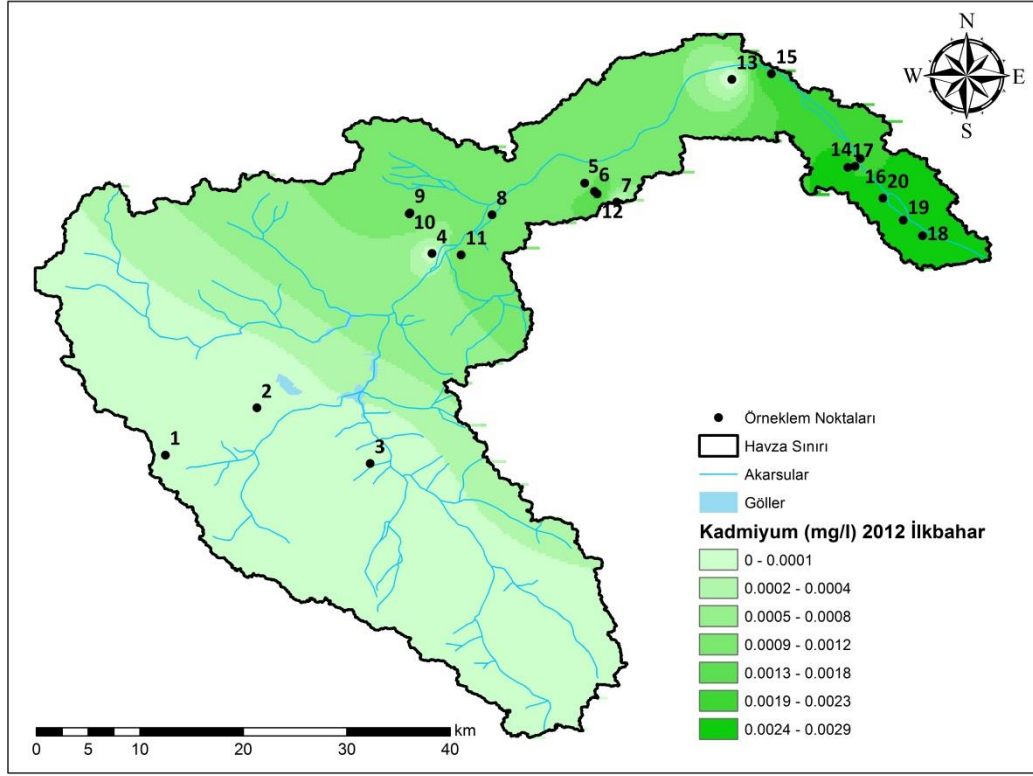 N
W E
S
13
15
14 17
16
20
19
18
5
6
7
12
9
10
8
4
11
2
1
3
Örneklem Noktaları
Havza Sınırı
Akarsular
Göller
Kadmiyum (mg/l) 2012 İlkbahar
0 - 0.0001
0.0002 - 0.0004
0.0005 - 0.0008
0.0009 - 0.0012
0.0013 - 0.0018
0.0019 - 0.0023
0.0024 - 0.0029
km
0 5 10 20 30 40